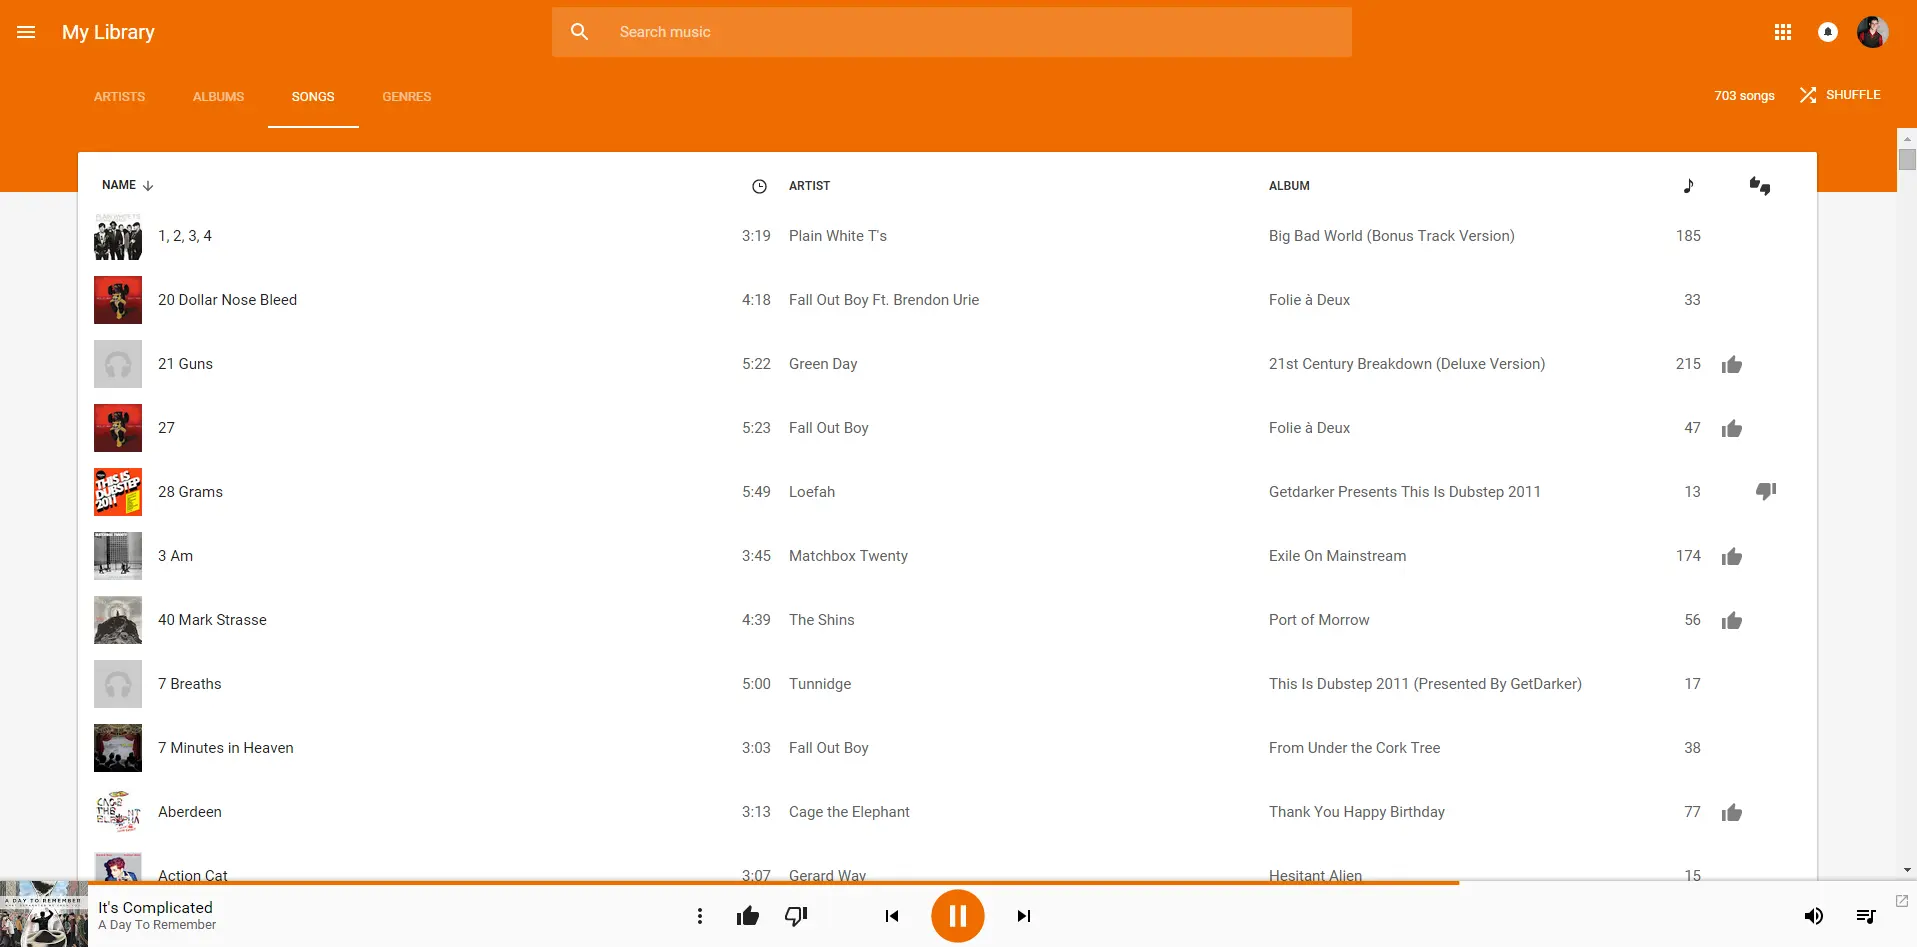 My Library
Search music
ARTISTS ALBUMS SONGS GENRES
703 songs SHUFFLE
NAME ARTIST ALBUM
1, 2, 3, 4 3:19 Plain White T's Big Bad World (Bonus Track Version) 185
20 Dollar Nose Bleed 4:18 Fall Out Boy Ft. Brendon Urie Folie à Deux 33
21 Guns 5:22 Green Day 21st Century Breakdown (Deluxe Version) 215
27 5:23 Fall Out Boy Folie à Deux 47
THIS IS DUBSTEP 2011
28 Grams 5:49 Loefah Getdarker Presents This Is Dubstep 2011 13
3 Am 3:45 Matchbox Twenty Exile On Mainstream 174
40 Mark Strasse 4:39 The Shins Port of Morrow 56
7 Breaths 5:00 Tunnidge This Is Dubstep 2011 (Presented By GetDarker) 17
7 Minutes in Heaven 3:03 Fall Out Boy From Under the Cork Tree 38
Aberdeen 3:13 Cage the Elephant Thank You Happy Birthday 77
Action Cat 3:07 Gerard Way Hesitant Alien 15
A DAY TO REMEMBER
It's Complicated
A Day To Remember